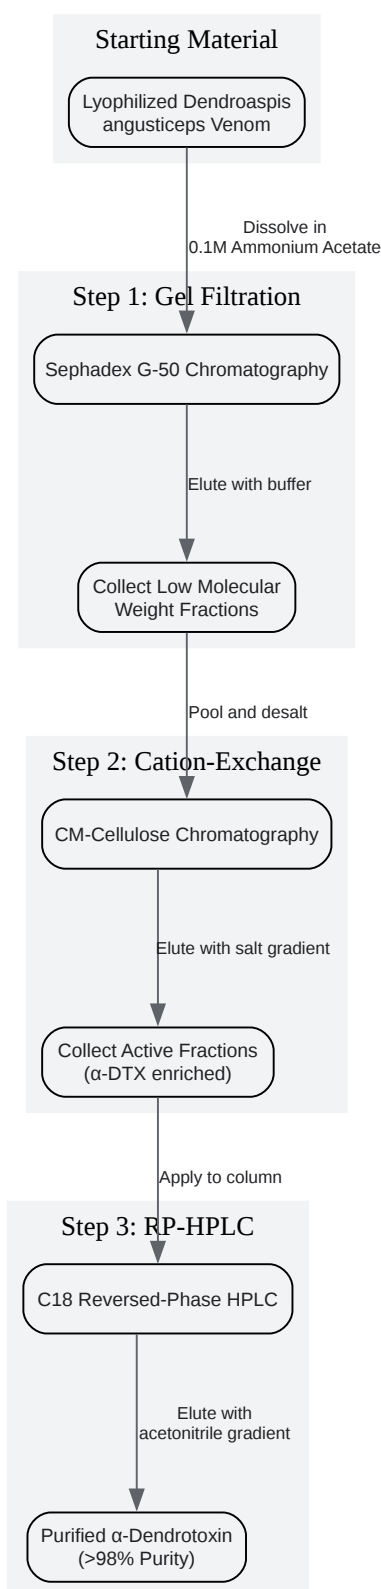 Starting Material
Lyophilized Dendroaspis
angusticeps Venom
Dissolve in
0.1M Ammonium Acetate
Step 1: Gel Filtration
Sephadex G-50 Chromatography
Elute with buffer
Collect Low Molecular
Weight Fractions
Pool and desalt
Step 2: Cation-Exchange
CM-Cellulose Chromatography
Elute with salt gradient
Collect Active Fractions
(α-DTX enriched)
Apply to column
Step 3: RP-HPLC
C18 Reversed-Phase HPLC
Elute with
acetonitrile gradient
Purified α-Dendrotoxin
(>98% Purity)